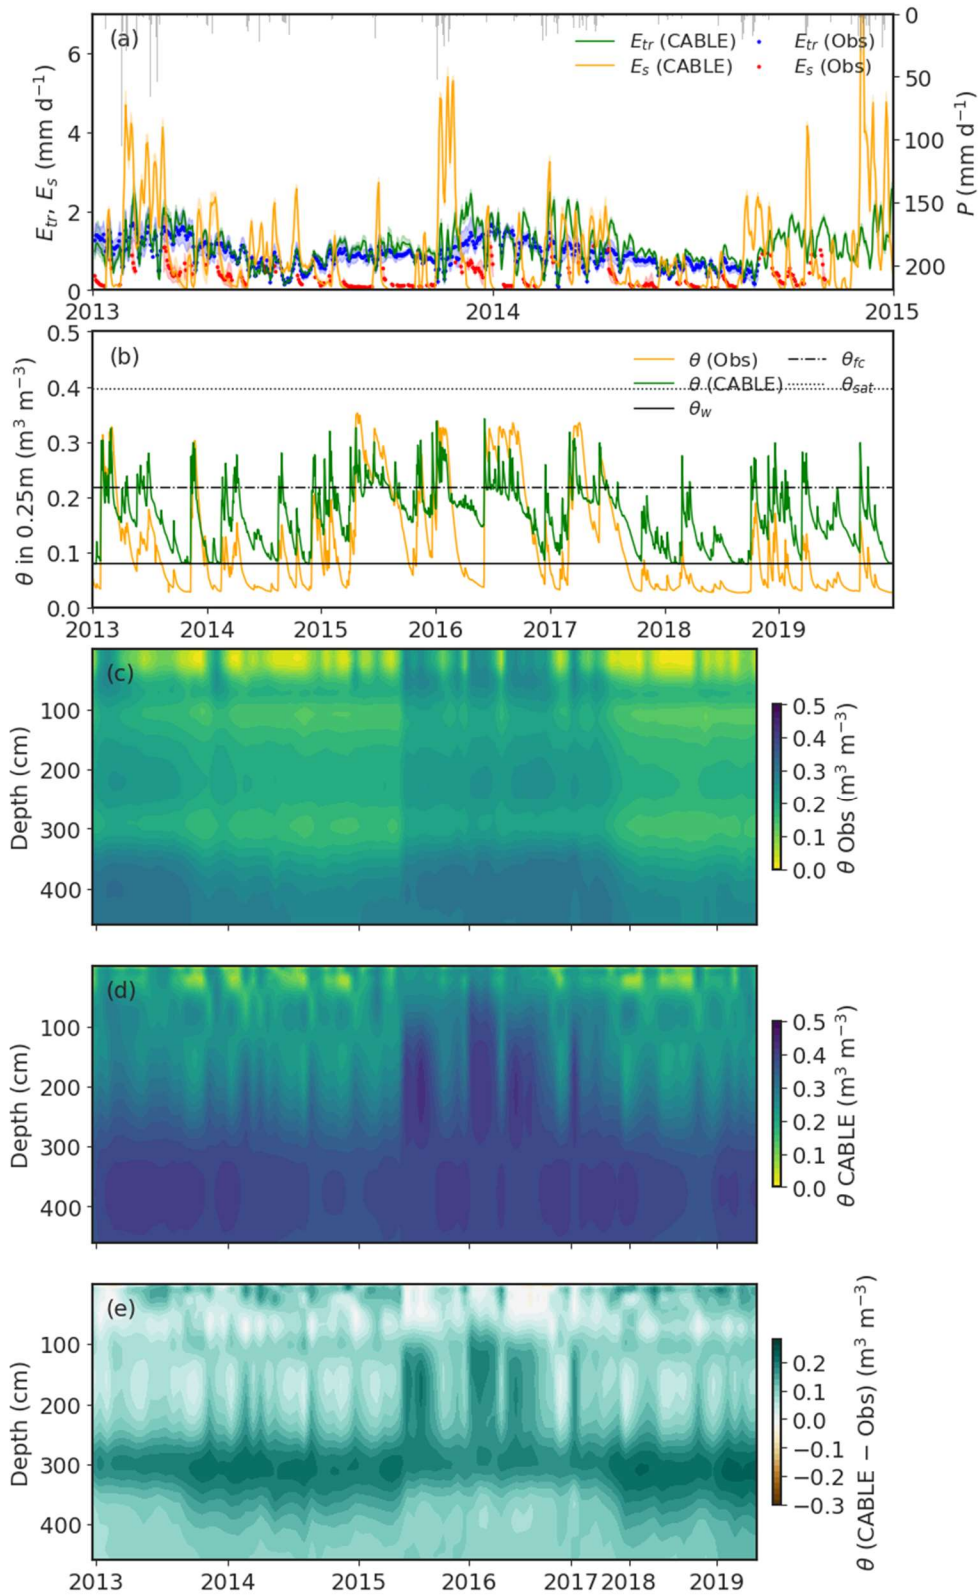 (a)
E_tr (CABLE)
E_s (CABLE)
E_tr (Obs)
E_s (Obs)
E_tr, E_s (mm d⁻¹)
6
4
2
0
P (mm d⁻¹)
0
50
100
150
200
2013
2014
2015
(b)
θ (Obs)
θ (CABLE)
θ_w
θ_fc
θ_sat
θ in 0.25m (m³ m⁻³)
0.5
0.4
0.3
0.2
0.1
0.0
2013
2014
2015
2016
2017
2018
2019
(c)
Depth (cm)
100
200
300
400
0.5
0.4
0.3
0.2
0.1
0.0
θ Obs (m³ m⁻³)
(d)
Depth (cm)
100
200
300
400
0.5
0.4
0.3
0.2
0.1
0.0
θ CABLE (m³ m⁻³)
(e)
Depth (cm)
100
200
300
400
0.2
0.1
0.0
−0.1
−0.2
−0.3
θ (CABLE − Obs) (m³ m⁻³)
2013
2014
2015
2016
2017
2018
2019